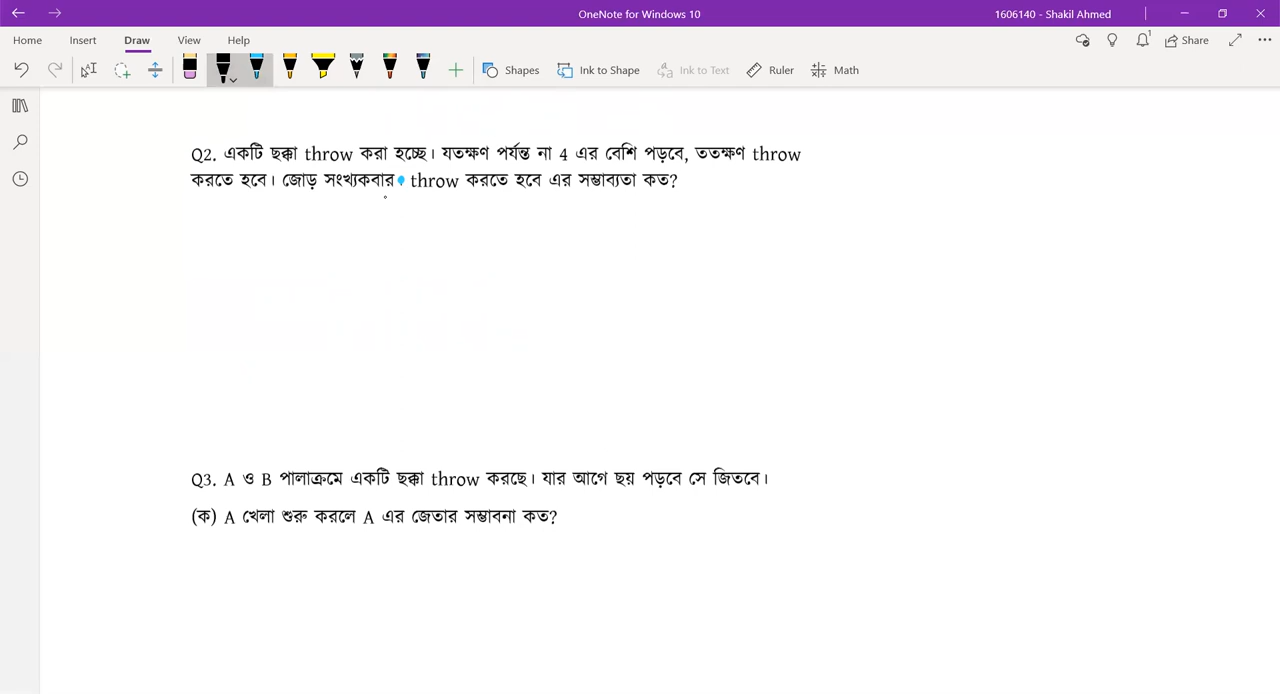 OneNote for Windows 10
1606140 - Shakil Ahmed
Home Insert Draw View Help
1 Share
Shapes Ink to Shape Ink to Text Ruler Math
Q2. একটি ছক্কা throw করা হচ্ছে। যতক্ষণ পর্যন্ত না 4 এর বেশি পড়বে, ততক্ষণ throw
করতে হবে। জোড় সংখ্যকবার throw করতে হবে এর সম্ভাব্যতা কত?
Q3. A ও B পালাক্রমে একটি ছক্কা throw করছে। যার আগে ছয় পড়বে সে জিতবে।
(ক) A খেলা শুরু করলে A এর জেতার সম্ভাবনা কত?